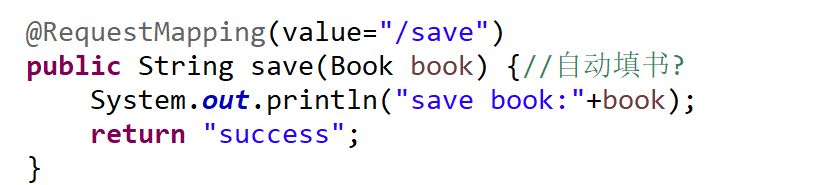 @RequestMapping(value="/save")
public String save(Book book) {//自动填书?
    System.out.println("save book:"+book);
    return "success";
}